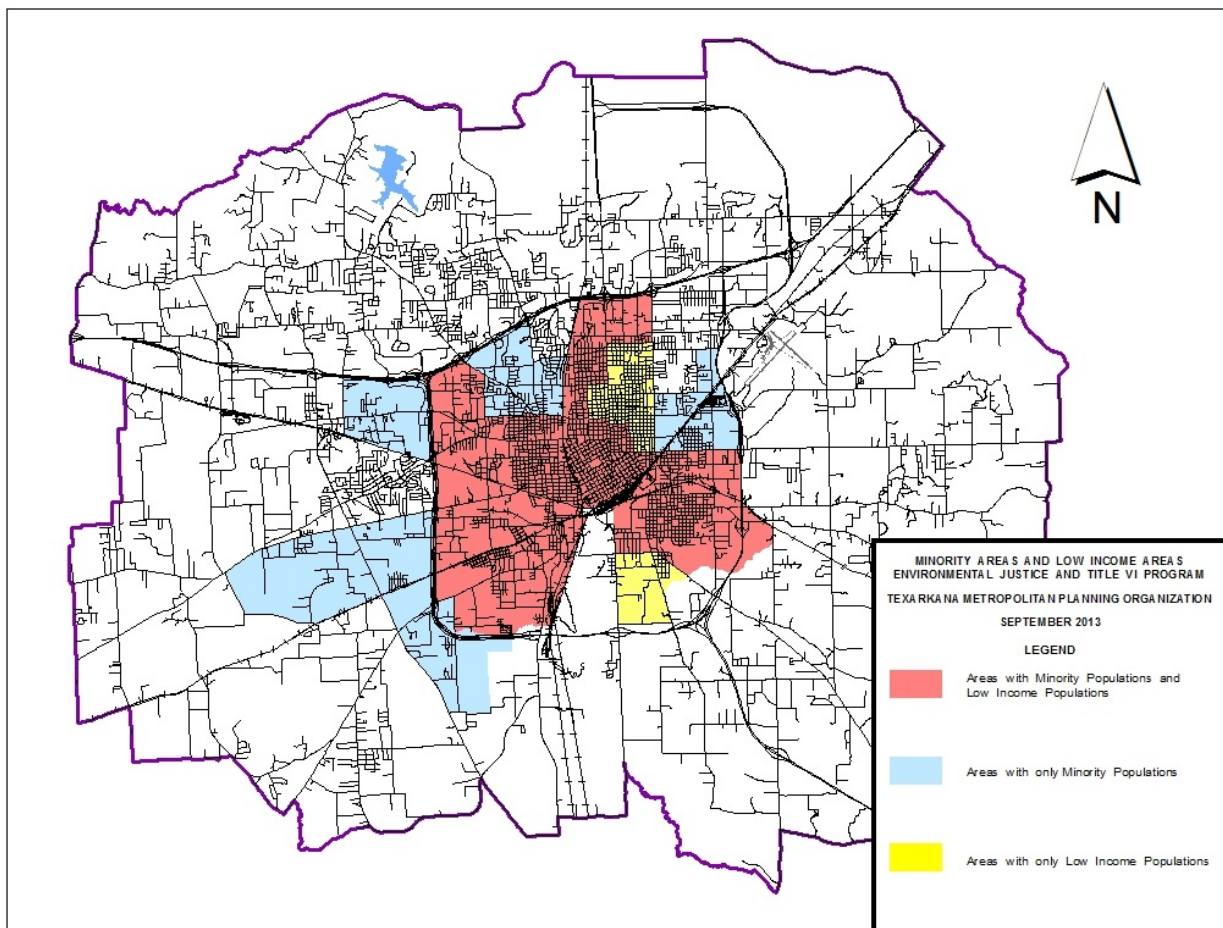 N
MINORITY AREAS AND LOW INCOME AREAS
ENVIRONMENTAL JUSTICE AND TITLE VI PROGRAM
TEXARKANA METROPOLITAN PLANNING ORGANIZATION
SEPTEMBER 2013
LEGEND
Areas with Minority Populations and
Low Income Populations
Areas with only Minority Populations
Areas with only Low Income Populations